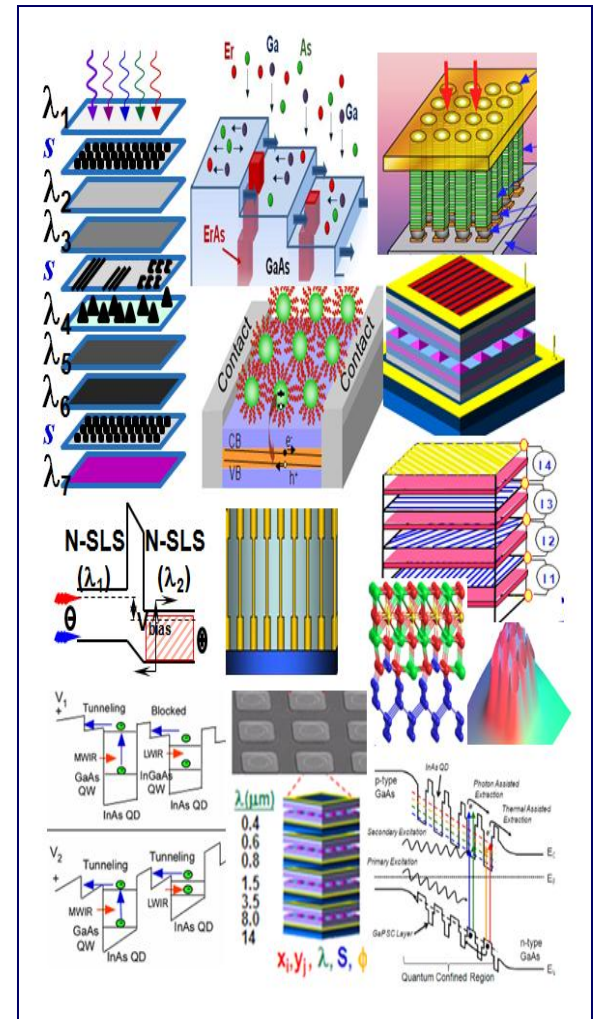 Er Ga As
Ga
ErAs
GaAs
λ1
s
λ2
λ3
s
λ4
λ5
λ6
s
λ7
Contact
Contact
CB
VB
e-
h+
I4
I3
I2
I1
N-SLS N-SLS
(λ1) (λ2)
Θ
bias
⊕
V1
+
Tunneling Blocked
MWIR
LWIR
GaAs
QW
InGaAs
QW
InAs QD
InAs QD
V2
+
Tunneling Tunneling
MWIR
LWIR
GaAs
QW
InAs QD
InAs QD
λ(μm)
0.4
0.6
0.8
1.5
3.5
8.0
14
xi,yj, λ, S, ϕ
p-type
GaAs
InAs QD
Photon Assisted
Extraction
Thermal Assisted
Extraction
Secondary Excitation
Primary Excitation
GaP SC Layer
n-type
GaAs
Quantum Confined Region